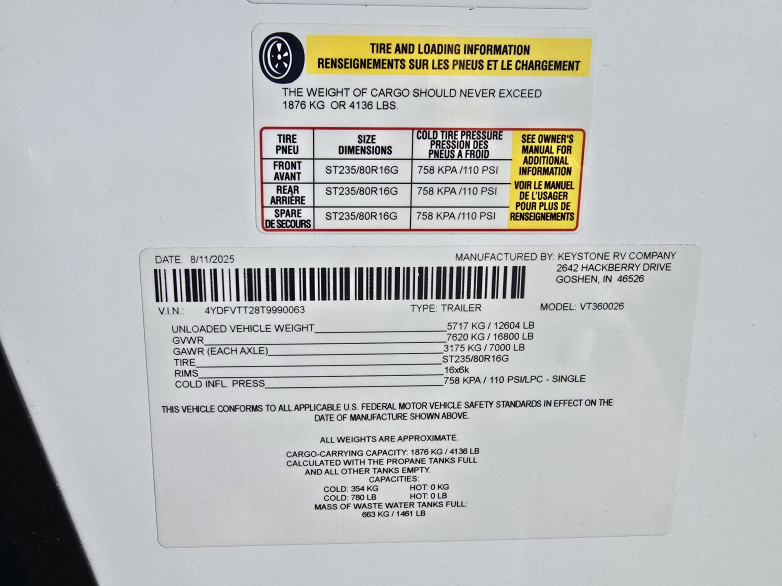 TIRE AND LOADING INFORMATION
RENSEIGNEMENTS SUR LES PNEUS ET LE CHARGEMENT
THE WEIGHT OF CARGO SHOULD NEVER EXCEED
1876 KG OR 4136 LBS.
TIRE PNEU SIZE DIMENSIONS COLD TIRE PRESSURE PRESSION DES PNEUS A FROID
FRONT AVANT ST235/80R16G 758 KPA /110 PSI
REAR ARRIÈRE ST235/80R16G 758 KPA /110 PSI
SPARE DE SECOURS ST235/80R16G 758 KPA /110 PSI
SEE OWNER'S
MANUAL FOR
ADDITIONAL
INFORMATION
VOIR LE MANUEL
DE L'USAGER
POUR PLUS DE
RENSEIGNEMENTS
DATE: 8/11/2025 MANUFACTURED BY: KEYSTONE RV COMPANY
2642 HACKBERRY DRIVE
GOSHEN, IN 46526
V.I.N.: 4YDFVTT28T9990063 TYPE: TRAILER MODEL: VT360026
UNLOADED VEHICLE WEIGHT 5717 KG / 12604 LB
GVWR 7620 KG / 16800 LB
GAWR (EACH AXLE) 3175 KG / 7000 LB
TIRE ST235/80R16G
RIMS 16x6k
COLD INFL. PRESS 758 KPA / 110 PSI/LPC - SINGLE
THIS VEHICLE CONFORMS TO ALL APPLICABLE U.S. FEDERAL MOTOR VEHICLE SAFETY STANDARDS IN EFFECT ON THE
DATE OF MANUFACTURE SHOWN ABOVE.
ALL WEIGHTS ARE APPROXIMATE.
CARGO-CARRYING CAPACITY: 1876 KG / 4136 LB
CALCULATED WITH THE PROPANE TANKS FULL
AND ALL OTHER TANKS EMPTY.
CAPACITIES:
COLD: 354 KG HOT: 0 KG
COLD: 780 LB HOT: 0 LB
MASS OF WASTE WATER TANKS FULL:
663 KG / 1461 LB